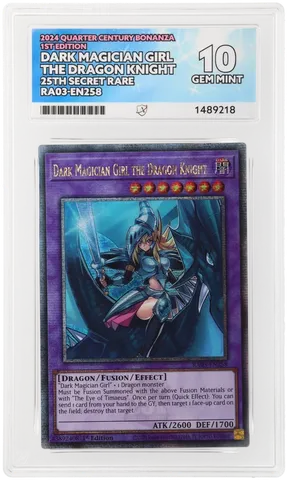 2024 QUARTER CENTURY BONANZA
1ST EDITION
DARK MAGICIAN GIRL
THE DRAGON KNIGHT
25TH SECRET RARE
RA03-EN258
10
GEM MINT
1489218
Dark Magician Girl the Dragon Knight
[Dragon/Fusion/Effect]
"Dark Magician Girl" + 1 Dragon monster
Must be Fusion Summoned with the above Fusion Materials or
with "The Eye of Timaeus". Once per turn (Quick Effect): You can
send 1 card from your hand to the GY, then target 1 face-up card on
the field; destroy that target.
ATK/2600 DEF/1700
1st Edition